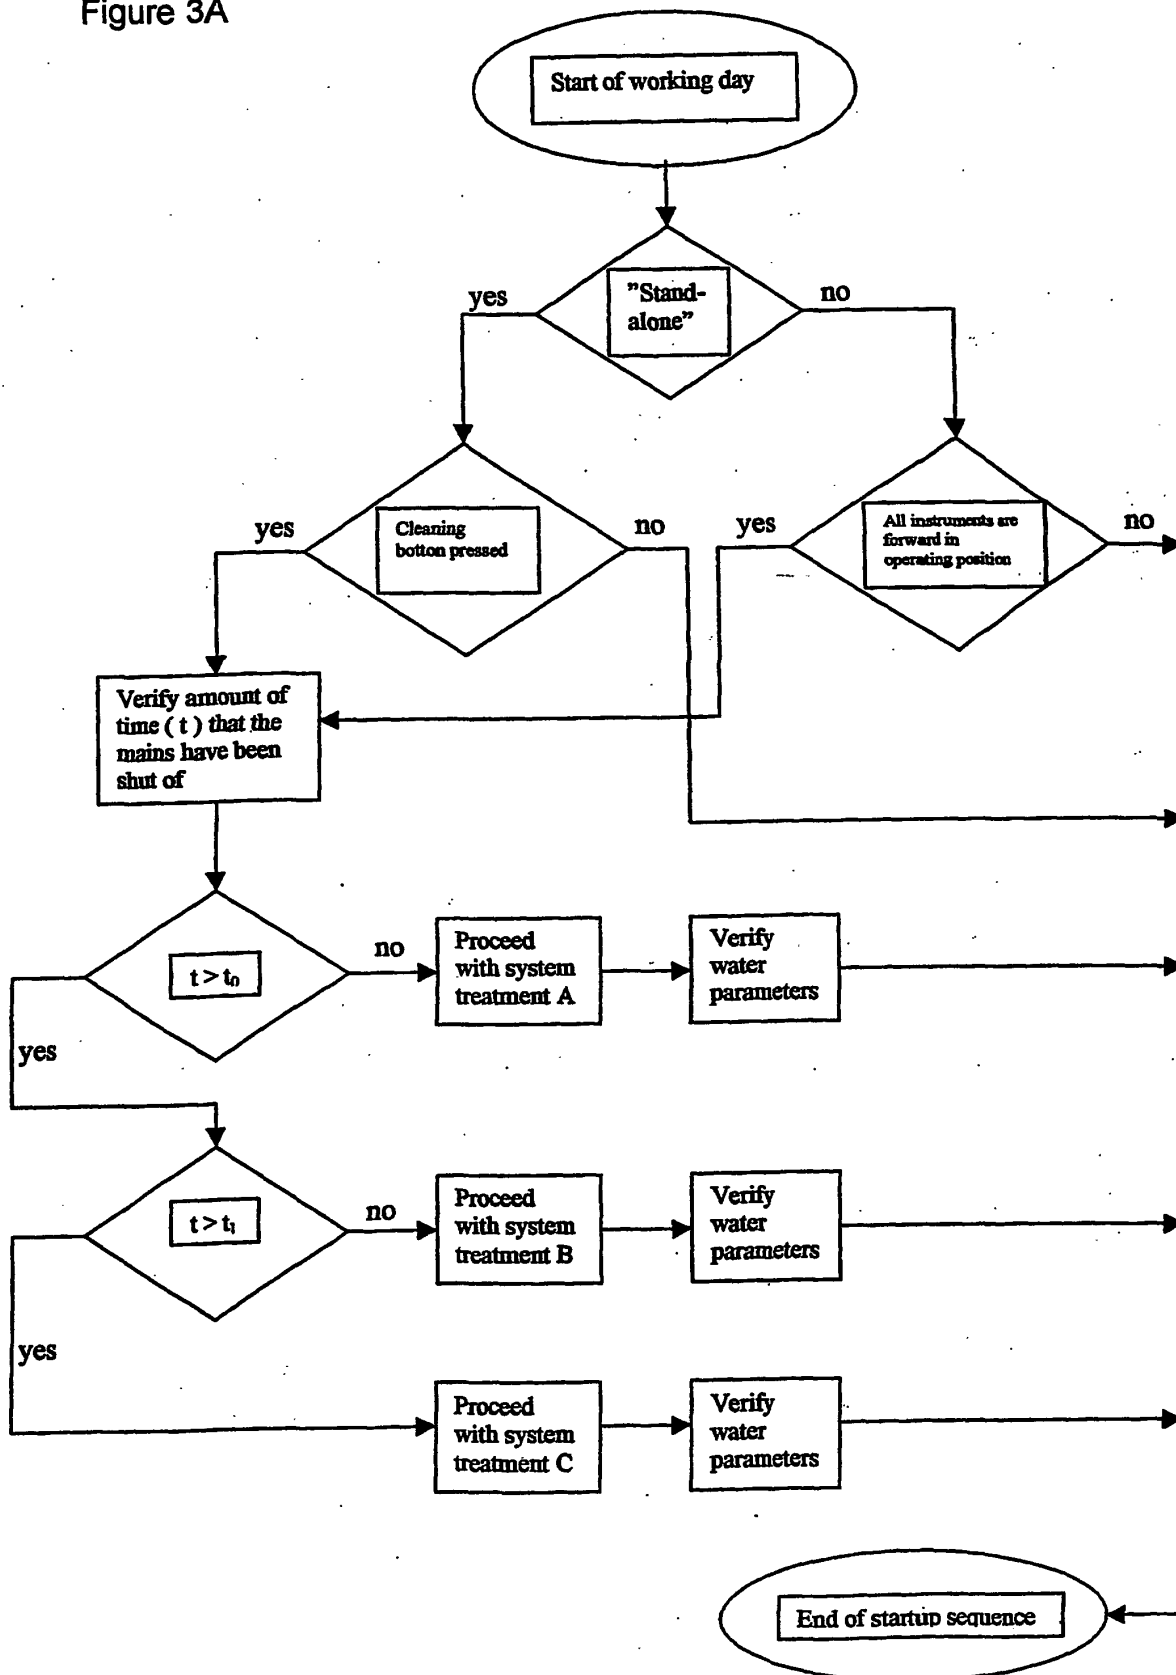 Figure 3A
Start of working day
yes
"Stand-
alone"
no
yes
Cleaning
botton pressed
no
yes
All instruments are
forward in
operating position
no
Verify amount of
time ( t ) that the
mains have been
shut of
t > t₀
no
Proceed
with system
treatment A
Verify
water
parameters
yes
t > t₁
no
Proceed
with system
treatment B
Verify
water
parameters
yes
Proceed
with system
treatment C
Verify
water
parameters
End of startup sequence